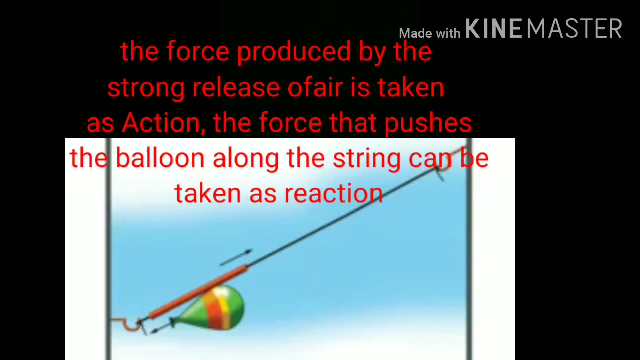 Made with KINEMASTER
the force produced by the
strong release ofair is taken
as Action, the force that pushes
the balloon along the string can be
taken as reaction